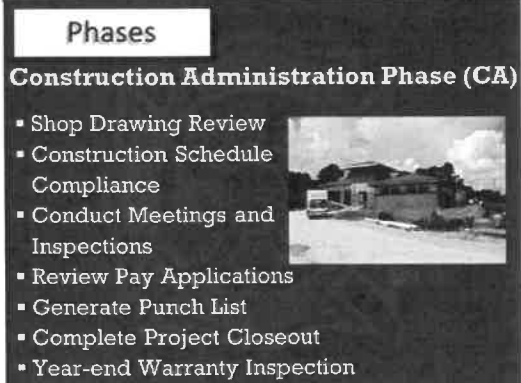 Phases
Construction Administration Phase (CA)
▪ Shop Drawing Review
▪ Construction Schedule
Compliance
▪ Conduct Meetings and
Inspections
▪ Review Pay Applications
▪ Generate Punch List
▪ Complete Project Closeout
▪ Year-end Warranty Inspection